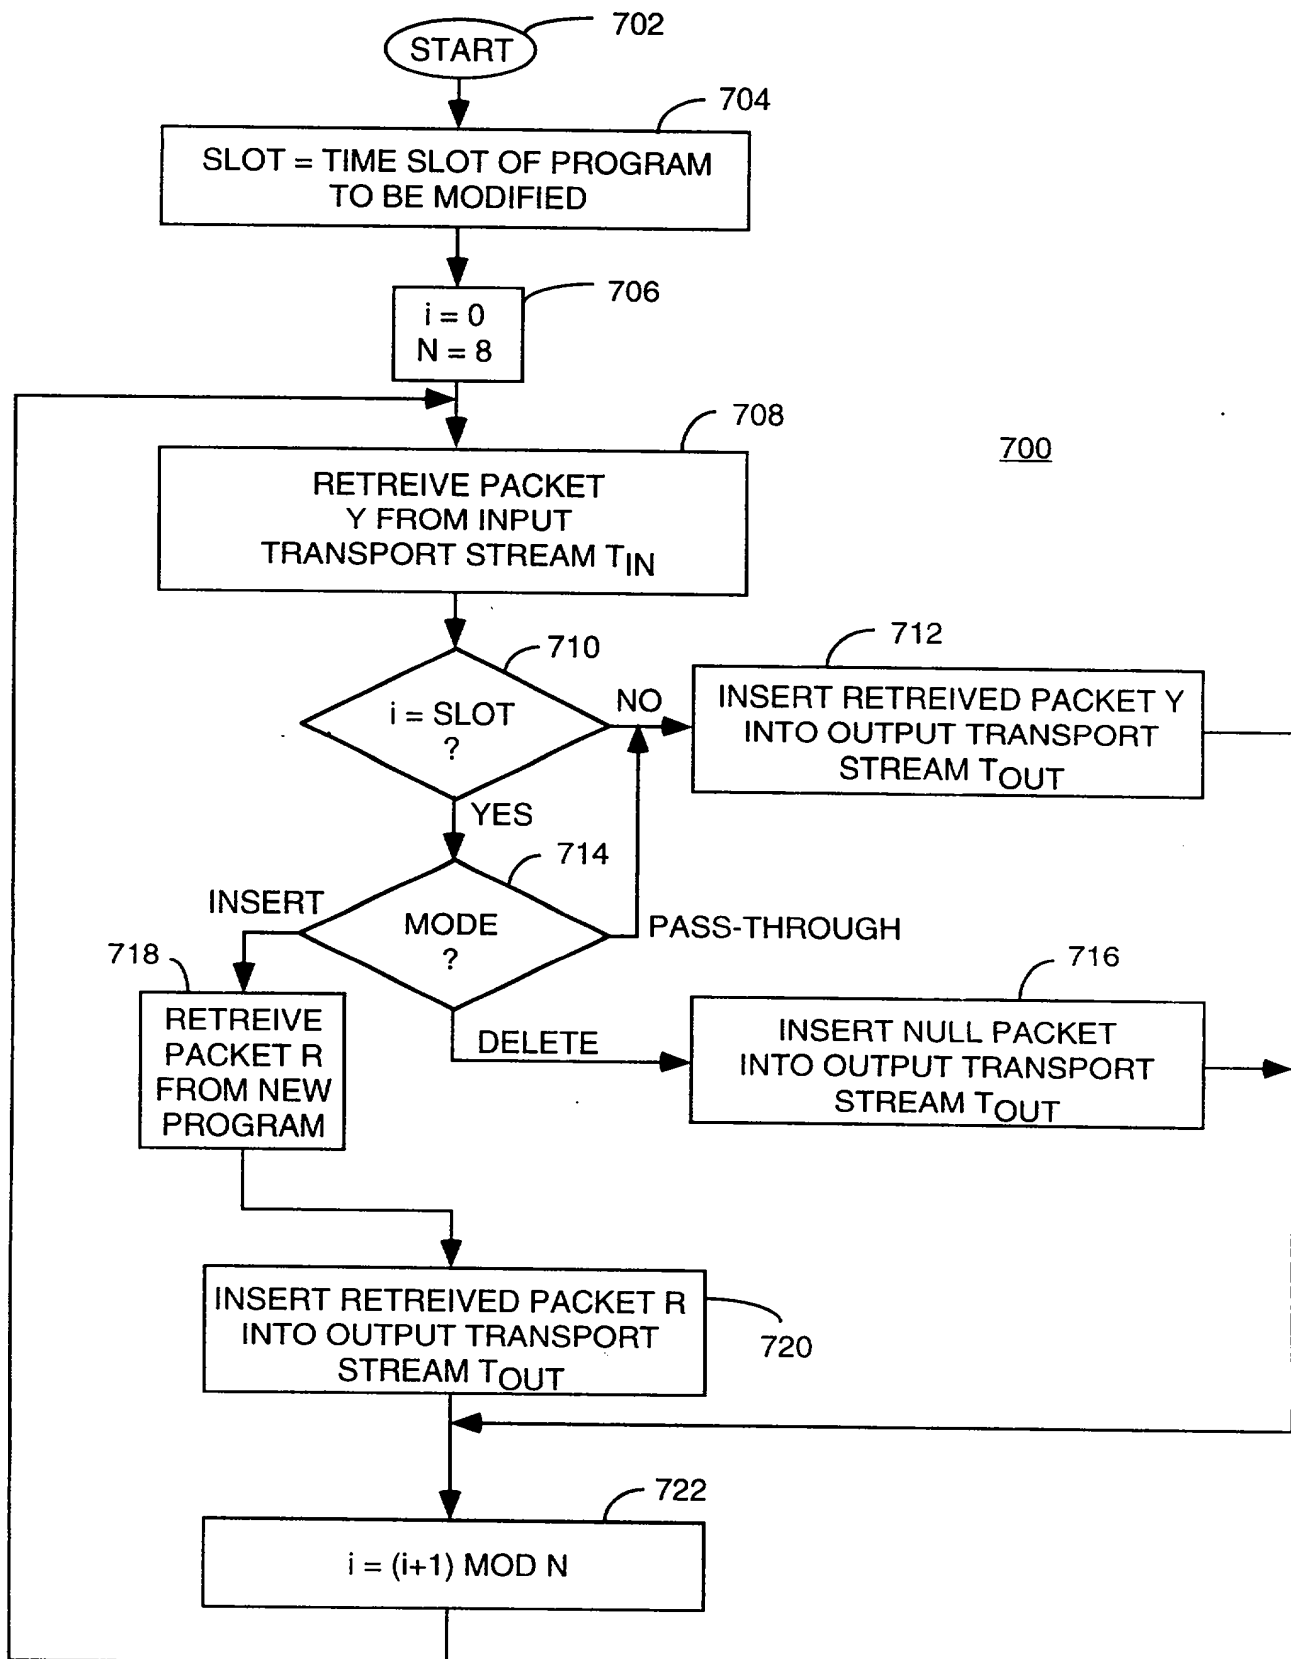 702
START
704
SLOT = TIME SLOT OF PROGRAM
TO BE MODIFIED
706
i = 0
N = 8
708
700
RETREIVE PACKET
Y FROM INPUT
TRANSPORT STREAM TIN
710
712
i = SLOT
?
NO
INSERT RETREIVED PACKET Y
INTO OUTPUT TRANSPORT
STREAM TOUT
YES
714
INSERT
MODE
?
PASS-THROUGH
718
716
RETREIVE
PACKET R
FROM NEW
PROGRAM
DELETE
INSERT NULL PACKET
INTO OUTPUT TRANSPORT
STREAM TOUT
INSERT RETREIVED PACKET R
INTO OUTPUT TRANSPORT
STREAM TOUT
720
722
i = (i+1) MOD N